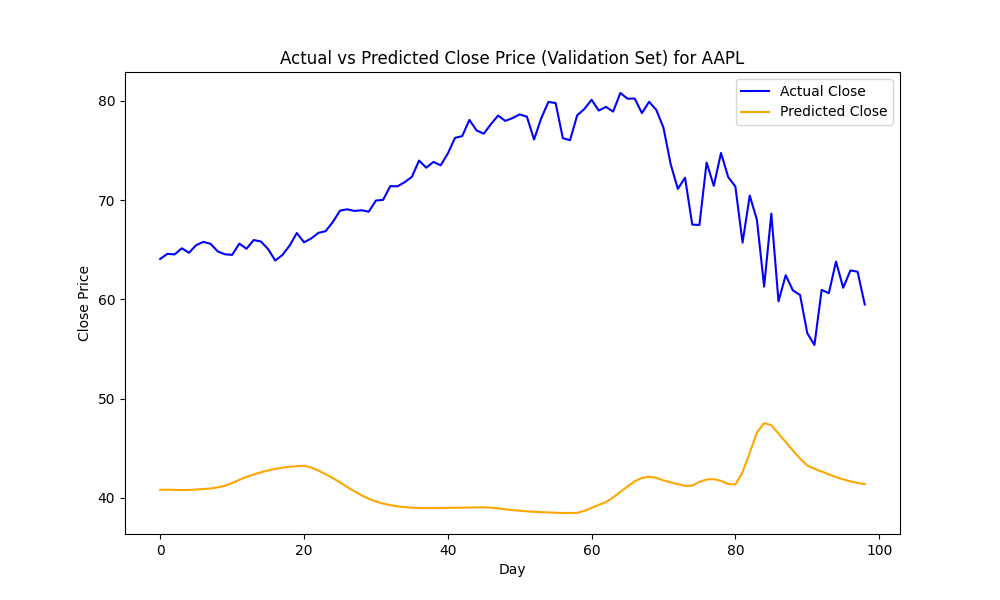 Actual vs Predicted Close Price (Validation Set) for AAPL
Actual Close
Predicted Close
Close Price
80
70
60
50
40
0 20 40 60 80 100
Day